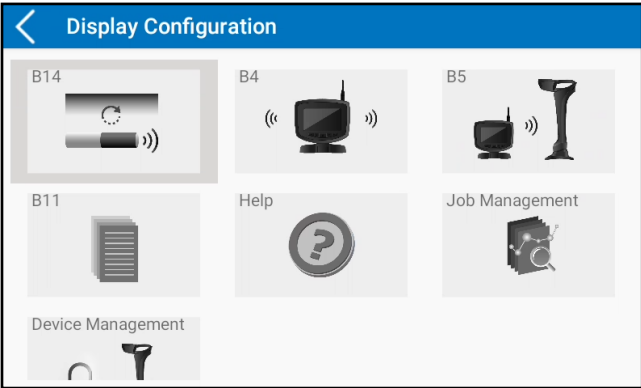 Display Configuration
B14
B4
B5
B11
Help
Job Management
Device Management